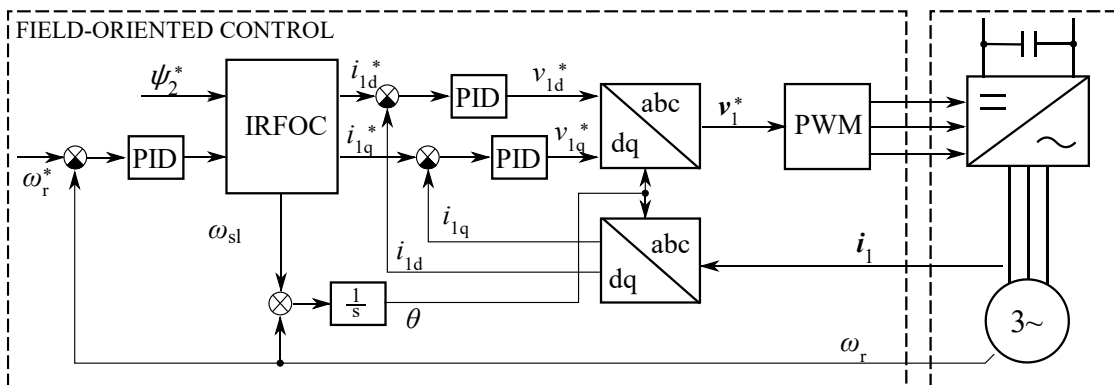 FIELD-ORIENTED CONTROL
ψ₂*
i₁d*
v₁d*
PID
abc
IRFOC
v₁*
PWM
i₁q*
v₁q*
PID
PID
dq
ωr*
i₁q
abc
ωsl
i₁
i₁d
dq
1/s
θ
3~
ωr